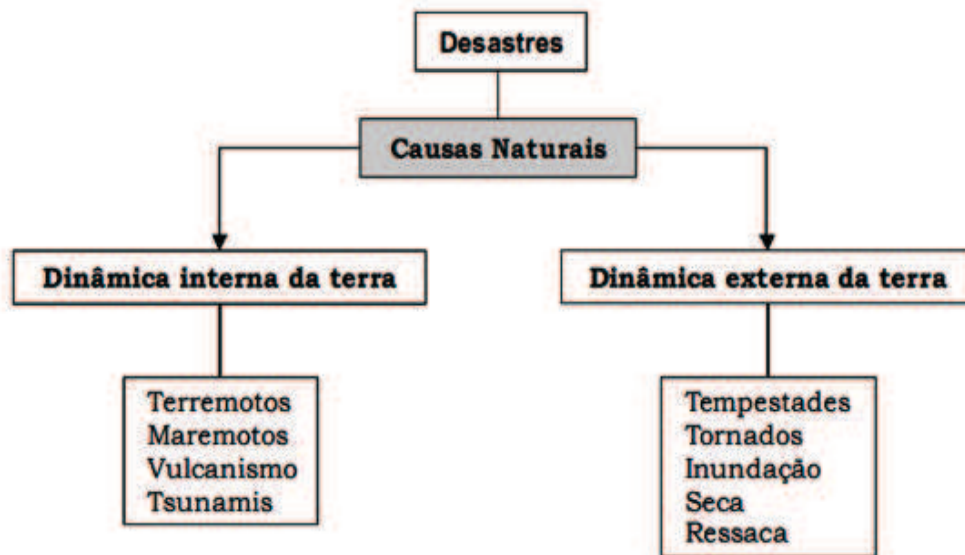 Desastres
Causas Naturais
Dinâmica interna da terra
Dinâmica externa da terra
Terremotos
Maremotos
Vulcanismo
Tsunamis
Tempestades
Tornados
Inundação
Seca
Ressaca